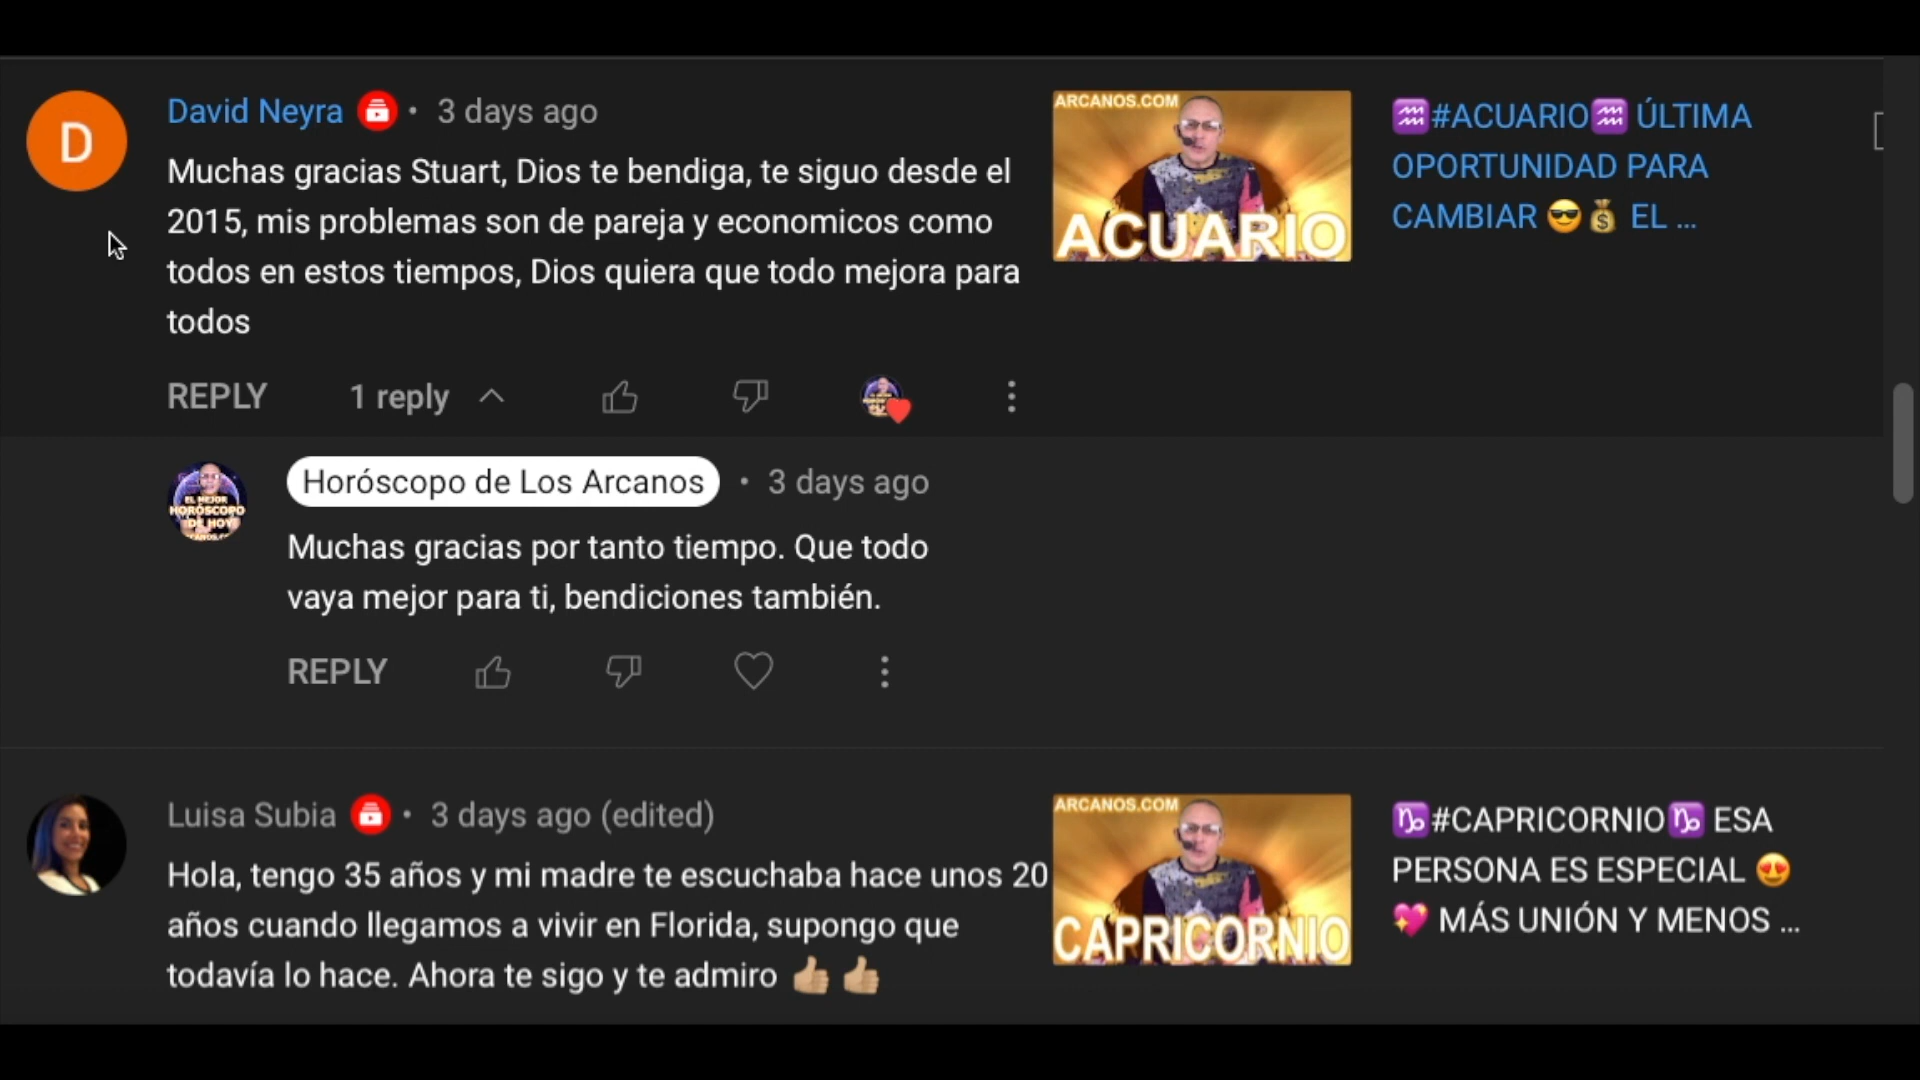 D
David Neyra • 3 days ago
Muchas gracias Stuart, Dios te bendiga, te siguo desde el
2015, mis problemas son de pareja y economicos como
todos en estos tiempos, Dios quiera que todo mejora para
todos
REPLY 1 reply
ARCANOS.COM
ACUARIO
♒#ACUARIO♒ ÚLTIMA
OPORTUNIDAD PARA
CAMBIAR 😎💰 EL ...
EL MEJOR
HORÓSCOPO
DE HOY
Horóscopo de Los Arcanos • 3 days ago
Muchas gracias por tanto tiempo. Que todo
vaya mejor para ti, bendiciones también.
REPLY
Luisa Subia • 3 days ago (edited)
Hola, tengo 35 años y mi madre te escuchaba hace unos 20
años cuando llegamos a vivir en Florida, supongo que
todavía lo hace. Ahora te sigo y te admiro 👍🏼 👍🏼
ARCANOS.COM
CAPRICORNIO
♑#CAPRICORNIO♑ ESA
PERSONA ES ESPECIAL 😍
💖 MÁS UNIÓN Y MENOS ...